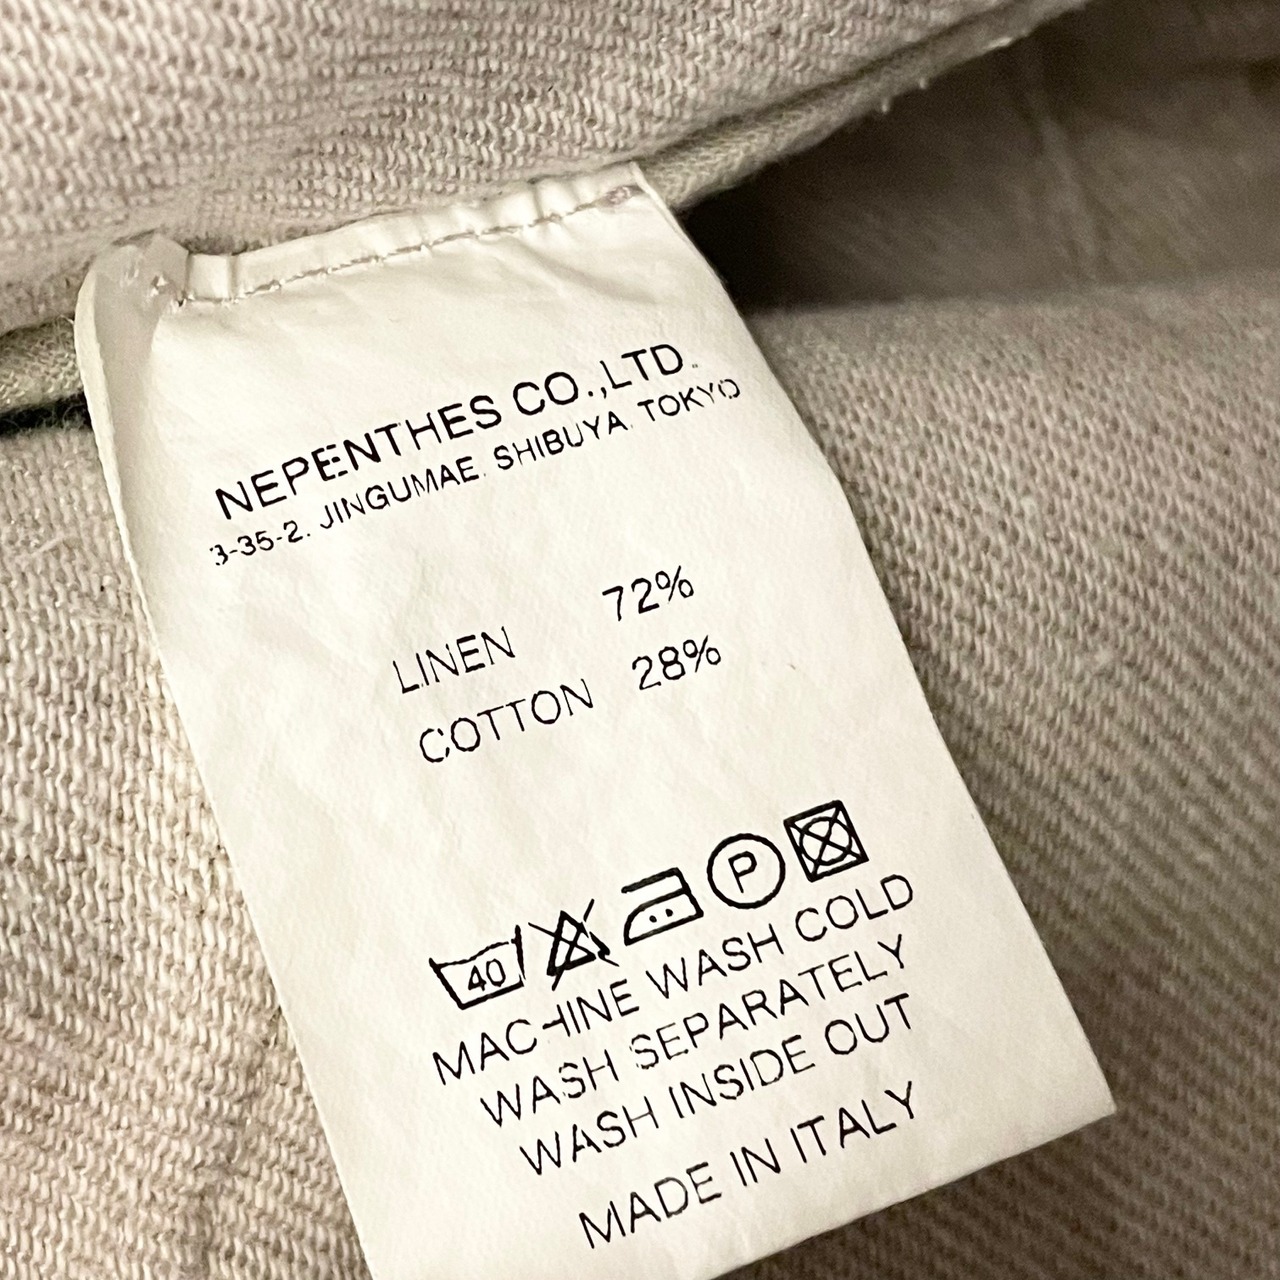 NEPENTHES CO.,LTD.
3-35-2. JINGUMAE. SHIBUYA. TOKYO
LINEN 72%
COTTON 28%
40 P
MACHINE WASH COLD
WASH SEPARATELY
WASH INSIDE OUT
MADE IN ITALY